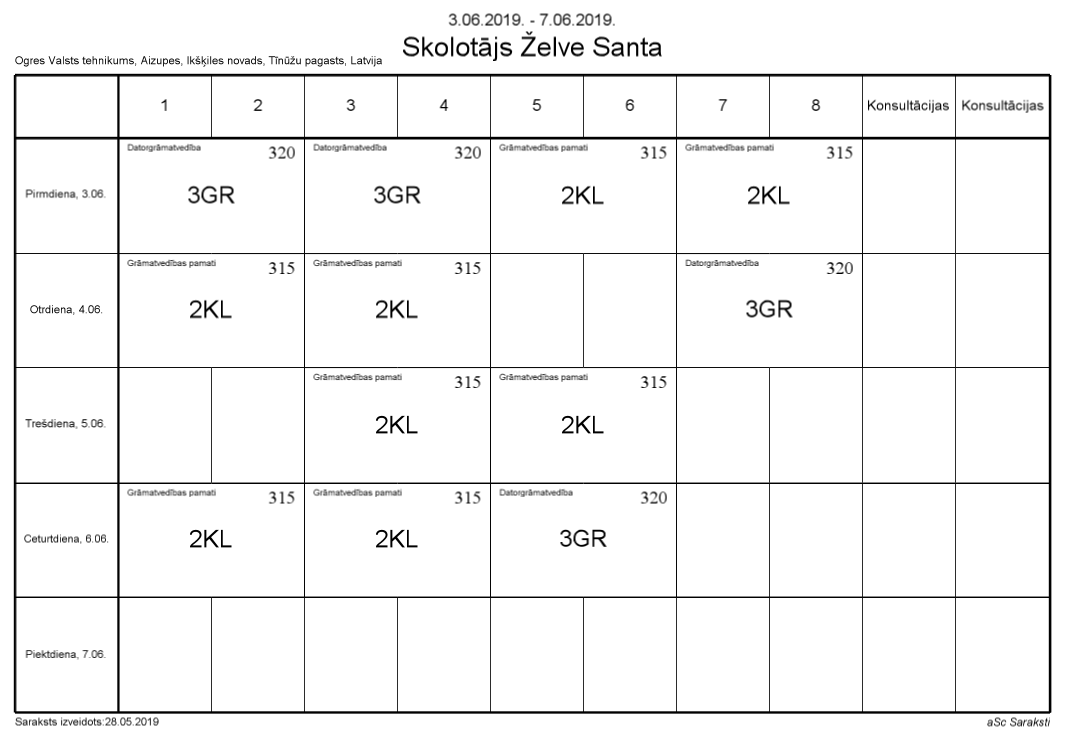 3.06.2019. - 7.06.2019.
Skolotājs Želve Santa
Ogres Valsts tehnikums, Aizupes, Ikšķiles novads, Tīnūžu pagasts, Latvija
1 2 3 4 5 6 7 8 Konsultācijas Konsultācijas
Datorgrāmatvedība 320 Datorgrāmatvedība 320 Grāmatvedības pamati 315 Grāmatvedības pamati 315
Pirmdiena, 3.06. 3GR 3GR 2KL 2KL
Grāmatvedības pamati 315 Grāmatvedības pamati 315 Datorgrāmatvedība 320
Otrdiena, 4.06. 2KL 2KL 3GR
Grāmatvedības pamati 315 Grāmatvedības pamati 315
Trešdiena, 5.06. 2KL 2KL
Grāmatvedības pamati 315 Grāmatvedības pamati 315 Datorgrāmatvedība 320
Ceturtdiena, 6.06. 2KL 2KL 3GR
Piektdiena, 7.06.
Saraksts izveidots:28.05.2019 aSc Saraksti